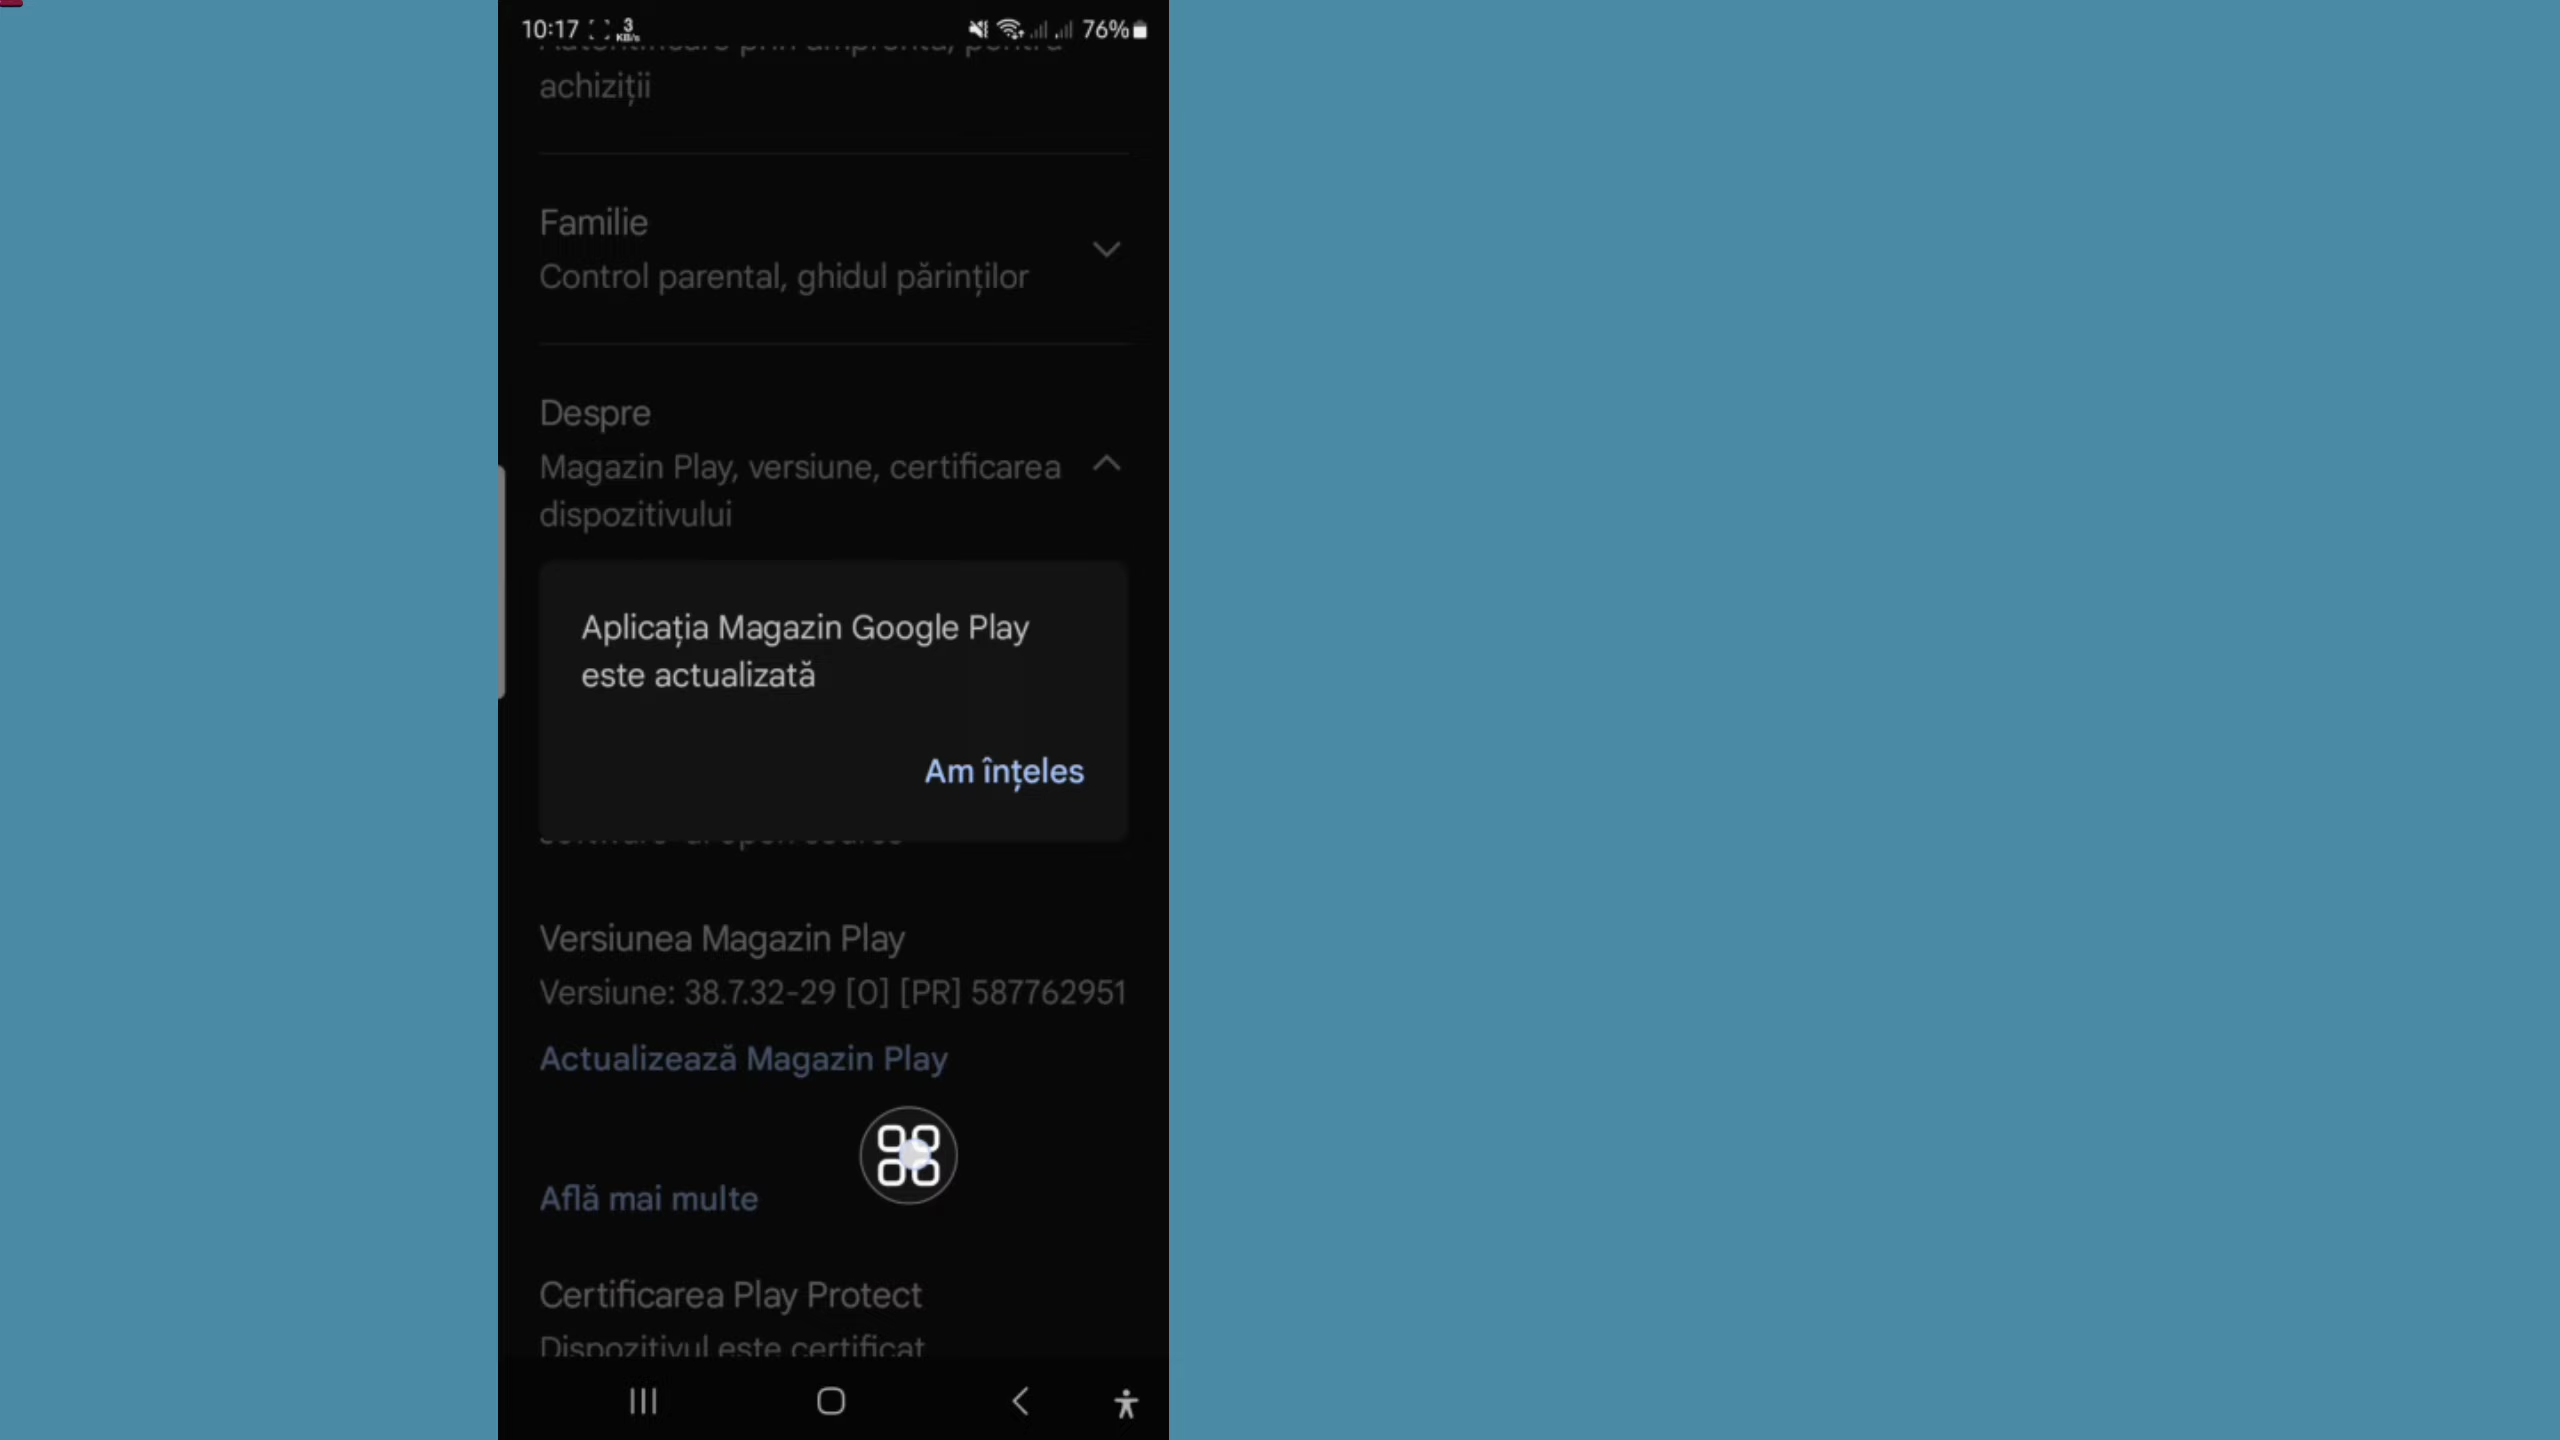 10:17 3 KB/s 76%
achiziții
Familie
Control parental, ghidul părinților
Despre
Magazin Play, versiune, certificarea
dispozitivului
Aplicația Magazin Google Play
este actualizată
Am înțeles
Versiunea Magazin Play
Versiune: 38.7.32-29 [0] [PR] 587762951
Actualizează Magazin Play
Află mai multe
Certificarea Play Protect
Dispozitivul este certificat